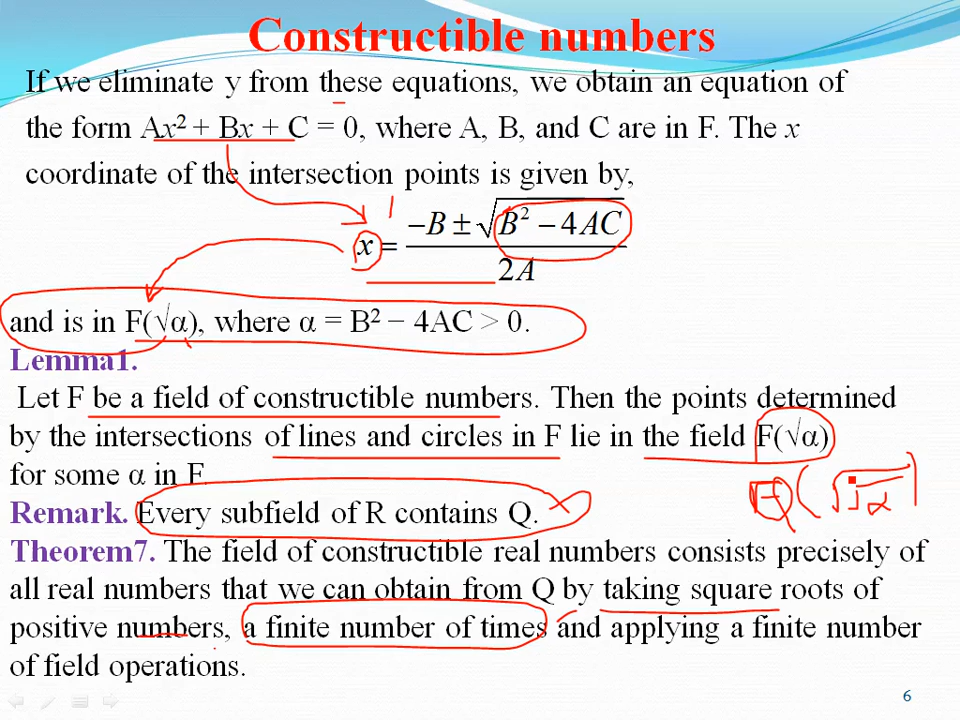 Constructible numbers
If we eliminate y from these equations, we obtain an equation of
the form Ax² + Bx + C = 0, where A, B, and C are in F. The x
coordinate of the intersection points is given by,
x = (−B ± √(B² − 4AC)) / 2A
and is in F(√α), where α = B² − 4AC > 0.
Lemma1.
Let F be a field of constructible numbers. Then the points determined
by the intersections of lines and circles in F lie in the field F(√α)
for some α in F.
Remark. Every subfield of R contains Q.
Theorem7. The field of constructible real numbers consists precisely of
all real numbers that we can obtain from Q by taking square roots of
positive numbers, a finite number of times and applying a finite number
of field operations.
6